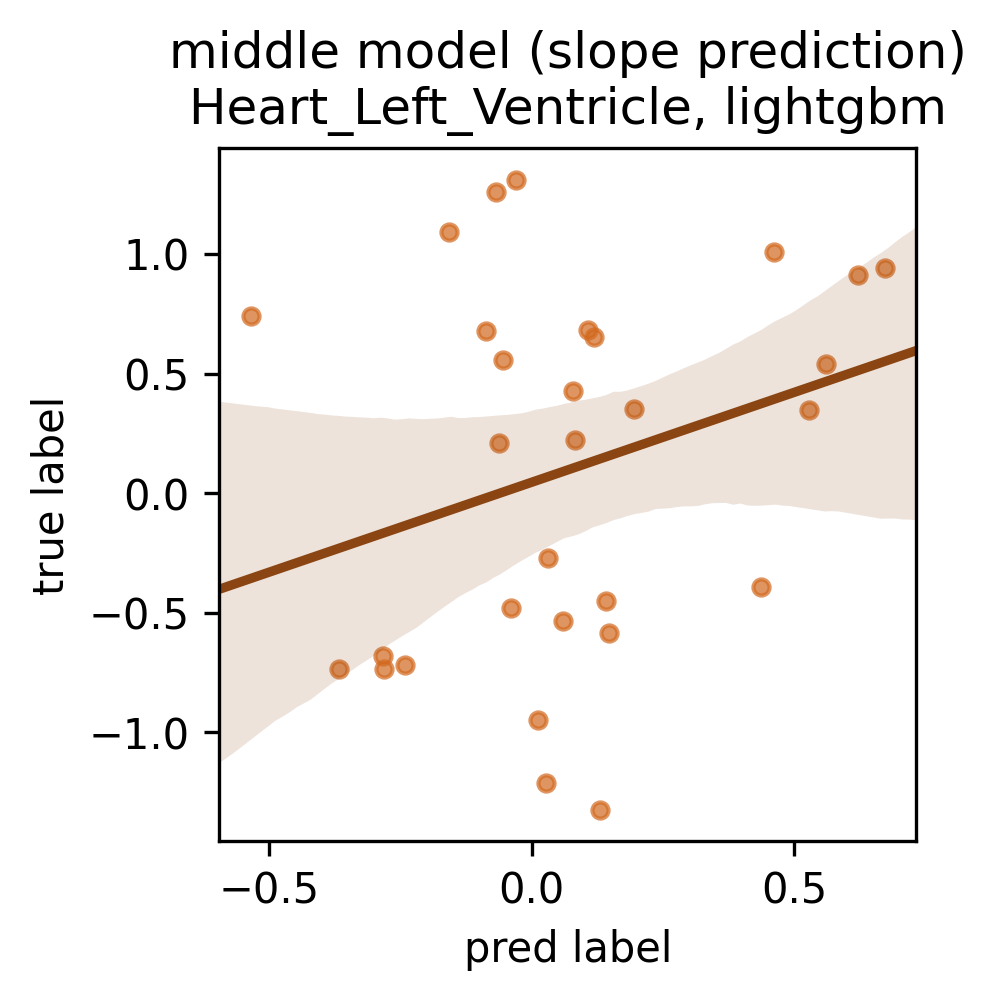 middle model (slope prediction)
Heart_Left_Ventricle, lightgbm
1.0
0.5
0.0
−0.5
−1.0
true label
−0.5
0.0
0.5
pred label